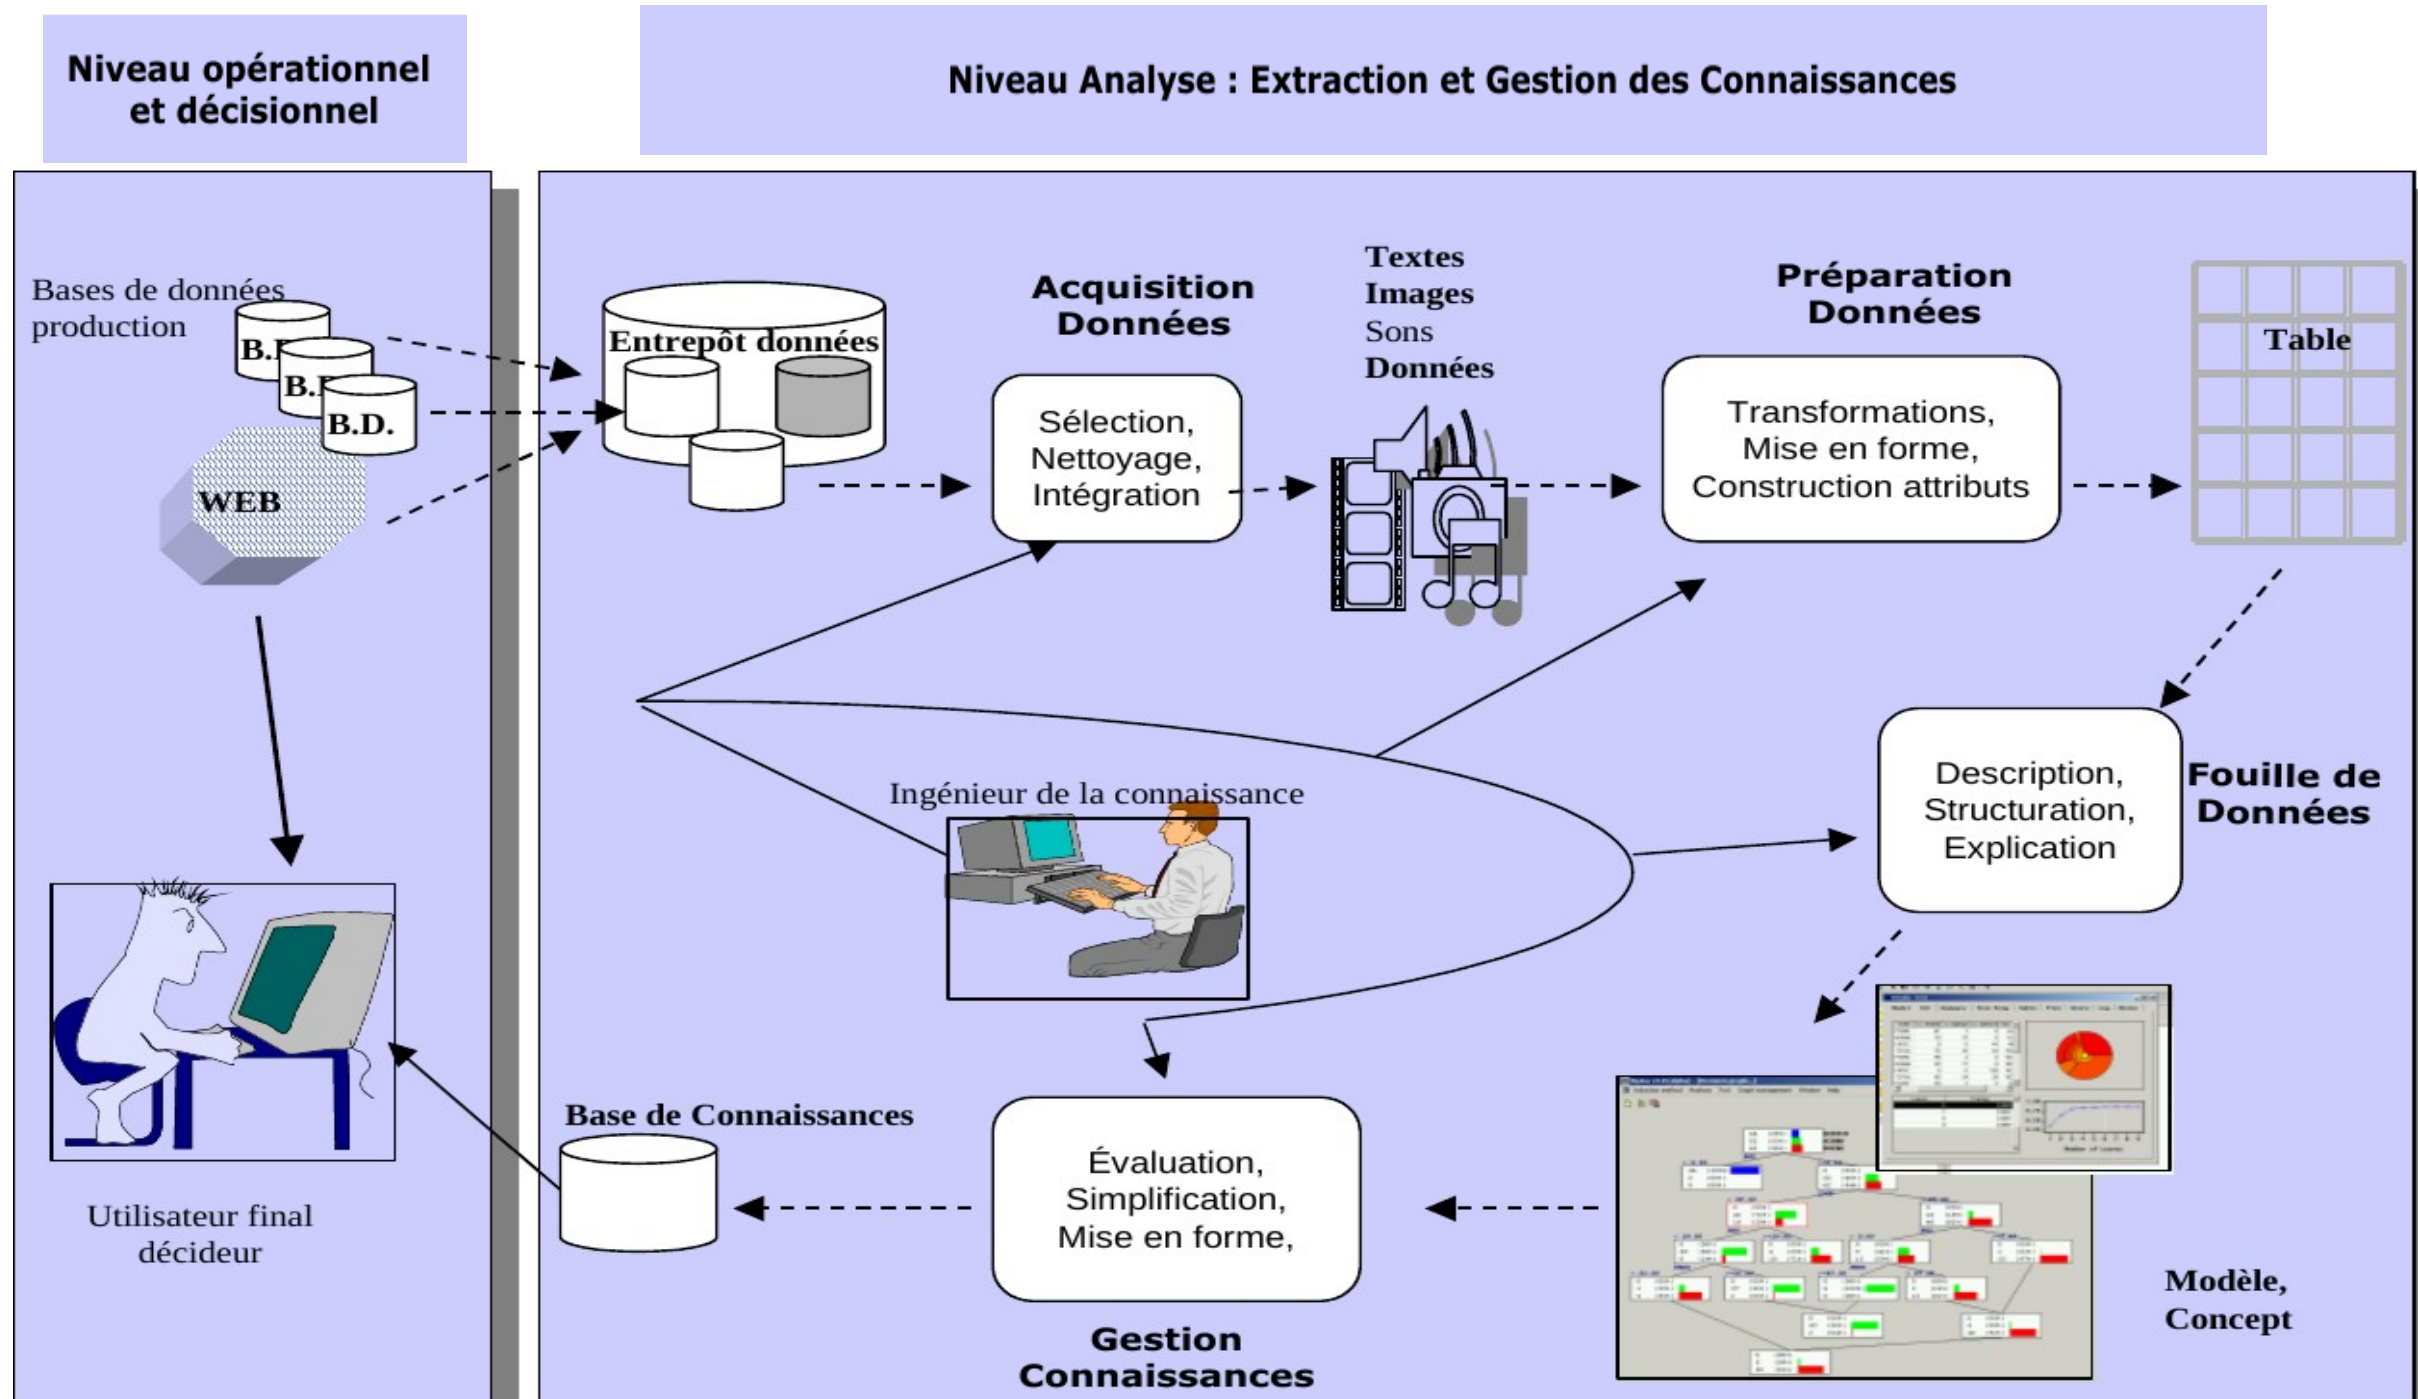 Niveau opérationnel
et décisionnel
Niveau Analyse : Extraction et Gestion des Connaissances
Bases de données
production
B.
B.
B.D.
WEB
Entrepôt données
Acquisition
Données
Sélection,
Nettoyage,
Intégration
Textes
Images
Sons
Données
Préparation
Données
Transformations,
Mise en forme,
Construction attributs
Table
Ingénieur de la connaissance
Description,
Structuration,
Explication
Fouille de
Données
Utilisateur final
décideur
Base de Connaissances
Évaluation,
Simplification,
Mise en forme,
Gestion
Connaissances
Modèle,
Concept